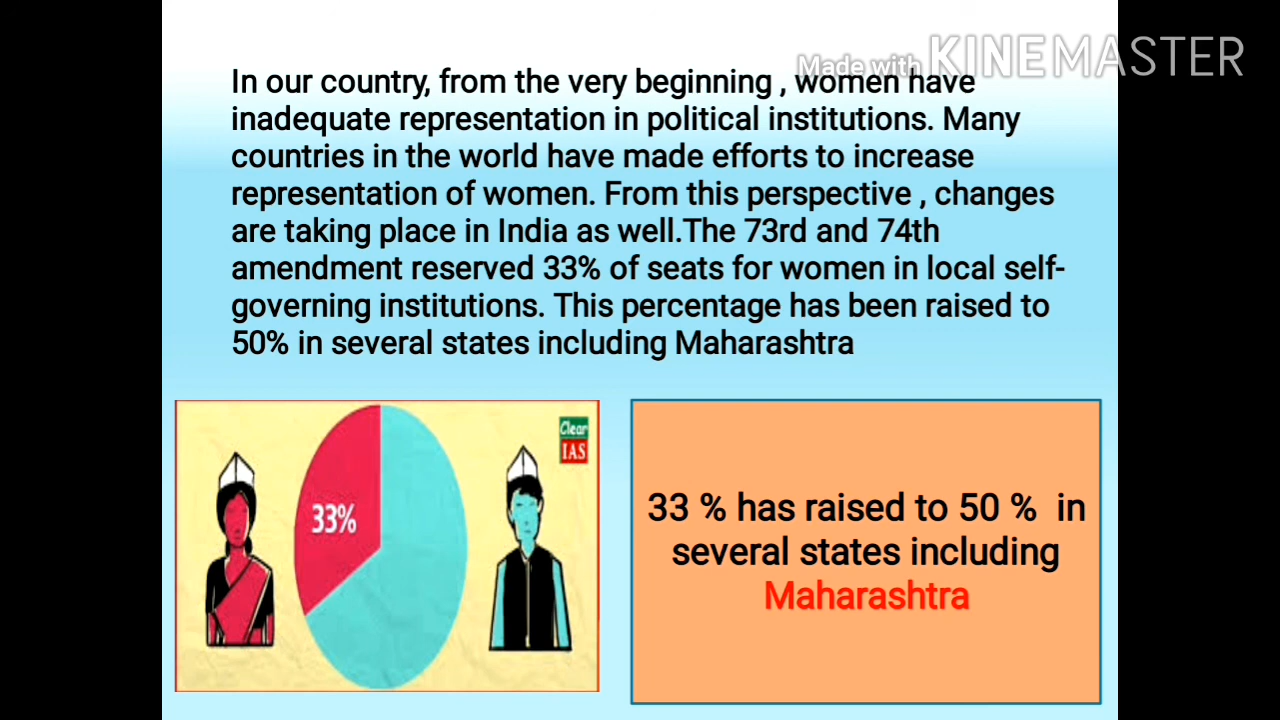 Made with KINEMASTER
In our country, from the very beginning , women have
inadequate representation in political institutions. Many
countries in the world have made efforts to increase
representation of women. From this perspective , changes
are taking place in India as well.The 73rd and 74th
amendment reserved 33% of seats for women in local self-
governing institutions. This percentage has been raised to
50% in several states including Maharashtra
33%
Clear
IAS
33 % has raised to 50 % in
several states including
Maharashtra